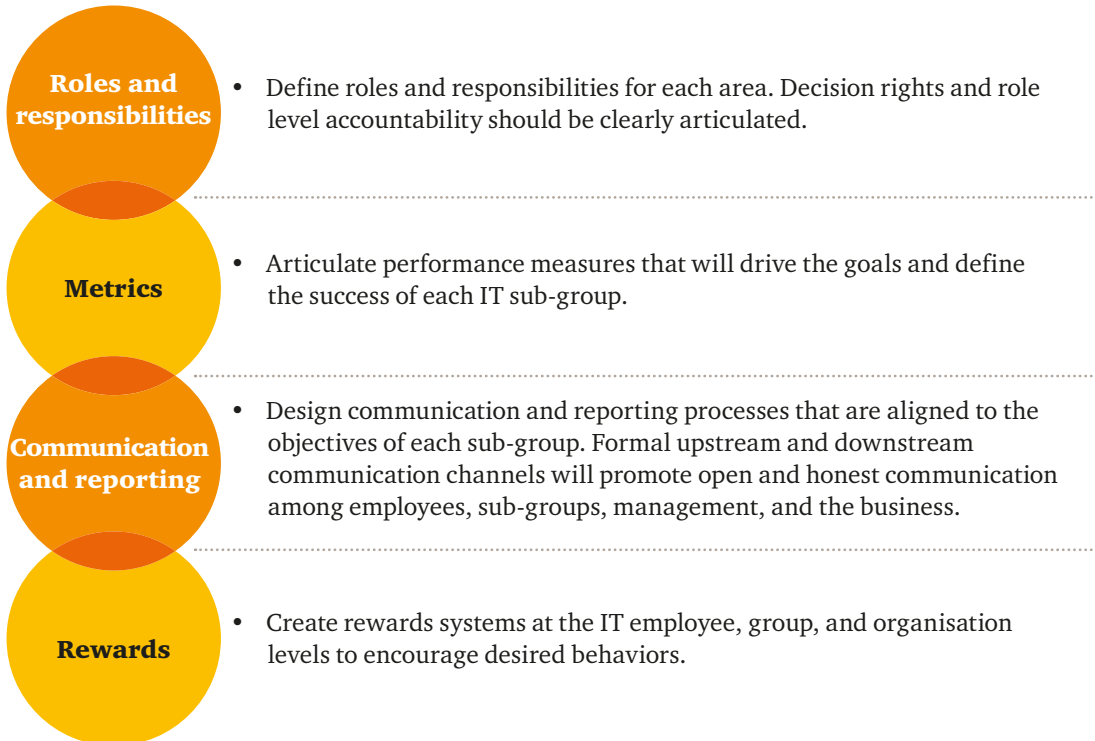 Roles and
responsibilities
• Define roles and responsibilities for each area. Decision rights and role
level accountability should be clearly articulated.
Metrics
• Articulate performance measures that will drive the goals and define
the success of each IT sub-group.
Communication
and reporting
• Design communication and reporting processes that are aligned to the
objectives of each sub-group. Formal upstream and downstream
communication channels will promote open and honest communication
among employees, sub-groups, management, and the business.
Rewards
• Create rewards systems at the IT employee, group, and organisation
levels to encourage desired behaviors.